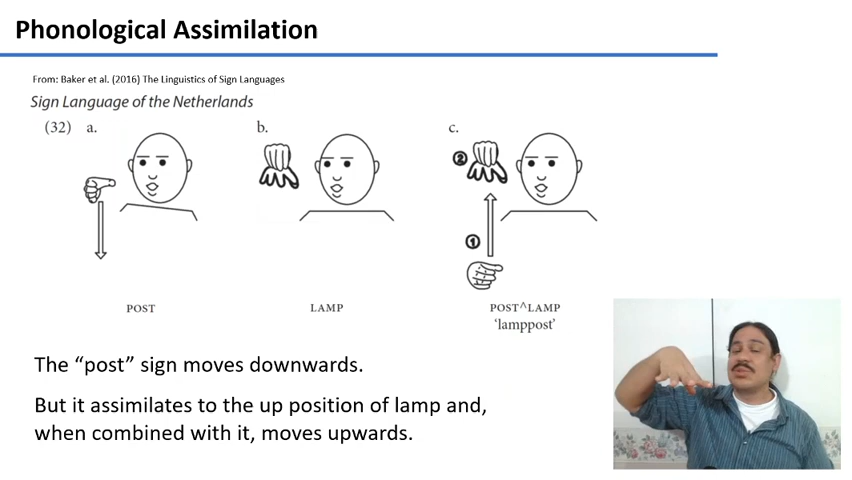 Phonological Assimilation
From: Baker et al. (2016) The Linguistics of Sign Languages
Sign Language of the Netherlands
(32) a. b. c.
②
①
POST LAMP POST^LAMP
‘lamppost’
The “post” sign moves downwards.
But it assimilates to the up position of lamp and,
when combined with it, moves upwards.